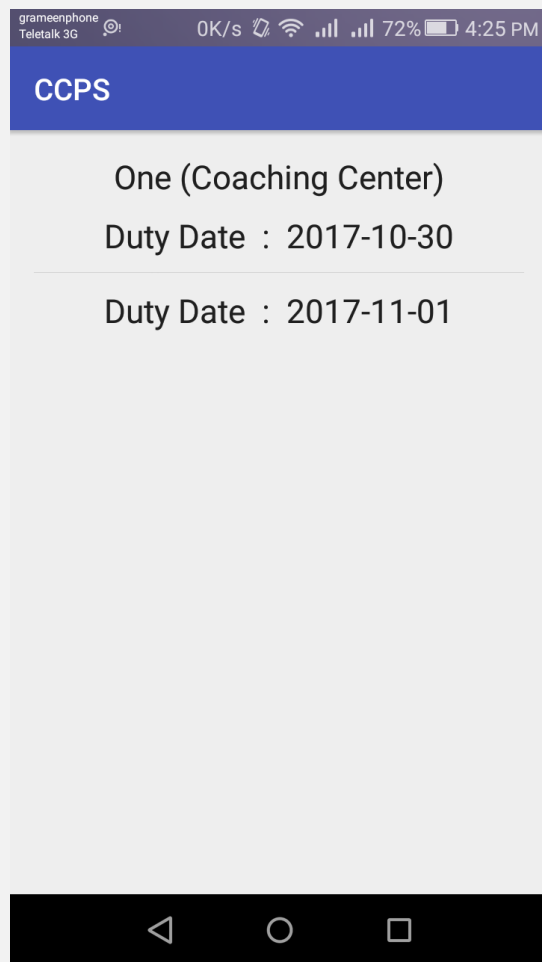 grameenphone
Teletalk 3G
0K/s 72% 4:25 PM
CCPS
One (Coaching Center)
Duty Date : 2017-10-30
Duty Date : 2017-11-01